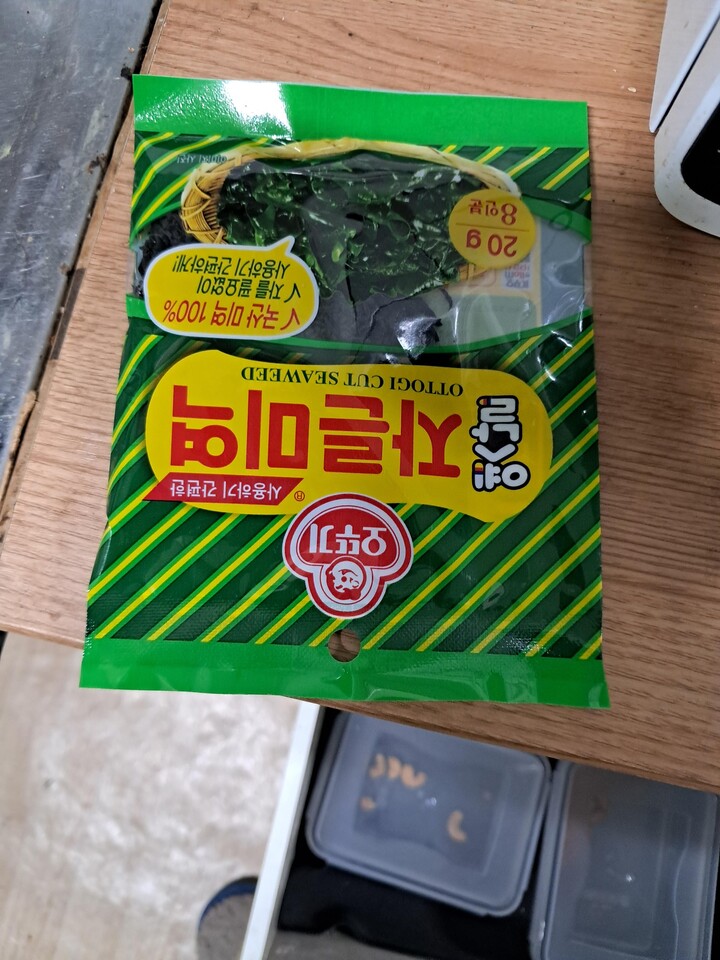 오뚜기
®
사용하기 간편한
옛날
자른미역
OTTOGI CUT SEAWEED
✓ 국산 미역 100%
✓ 자를 필요없이
사용하기 간편하게!
20 g
8인분